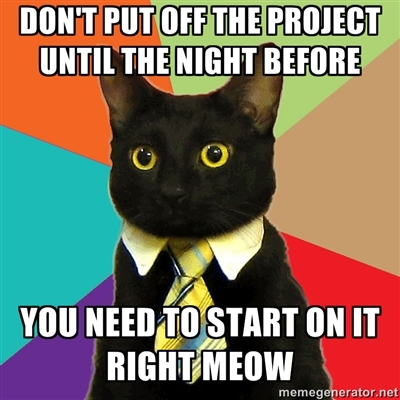 DON'T PUT OFF THE PROJECT
UNTIL THE NIGHT BEFORE
YOU NEED TO START ON IT
RIGHT MEOW
memegenerator.net